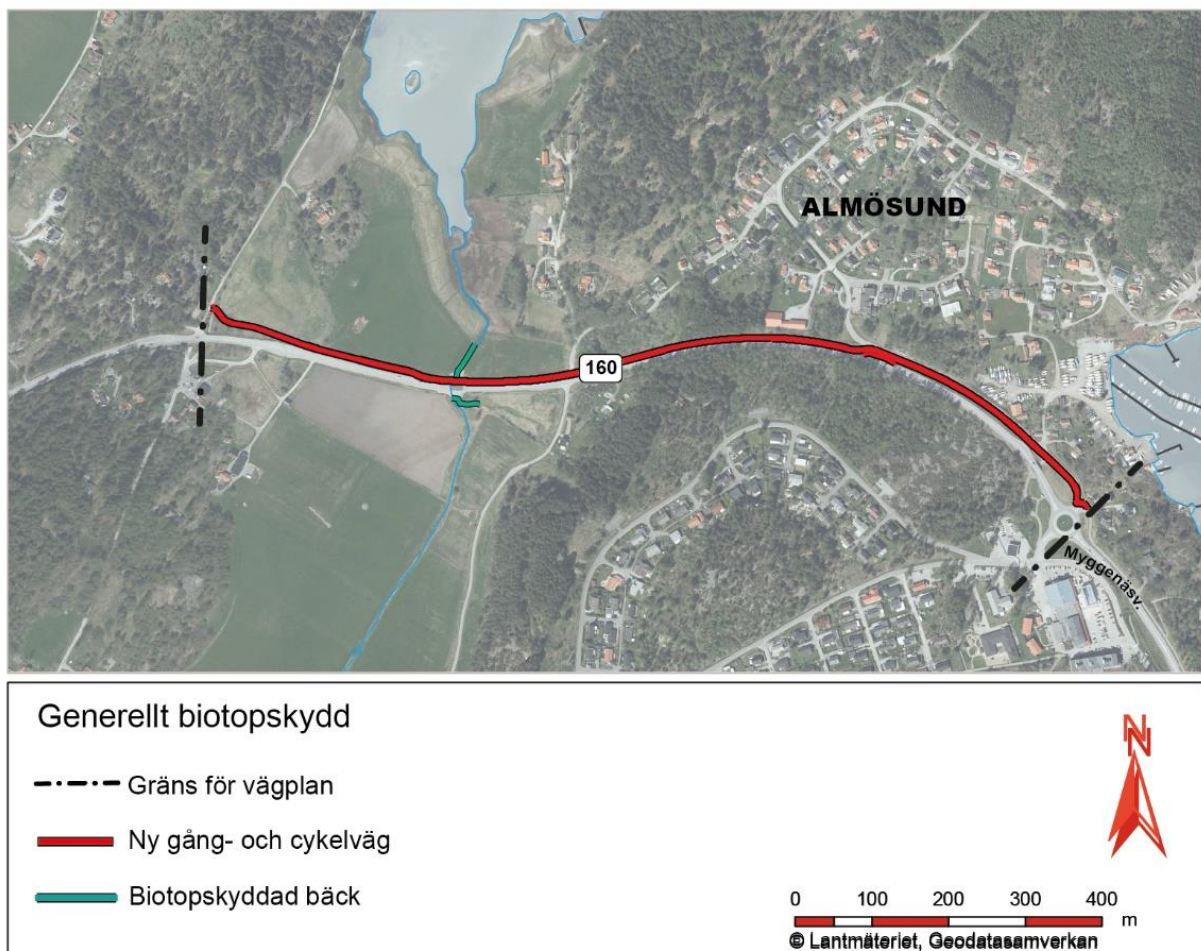 ALMÖSUND
160
Myggenäsv.
Generellt biotopskydd
Gräns för vägplan
Ny gång- och cykelväg
Biotopskyddad bäck
N
0 100 200 300 400
m
© Lantmäteriet, Geodatasamverkan